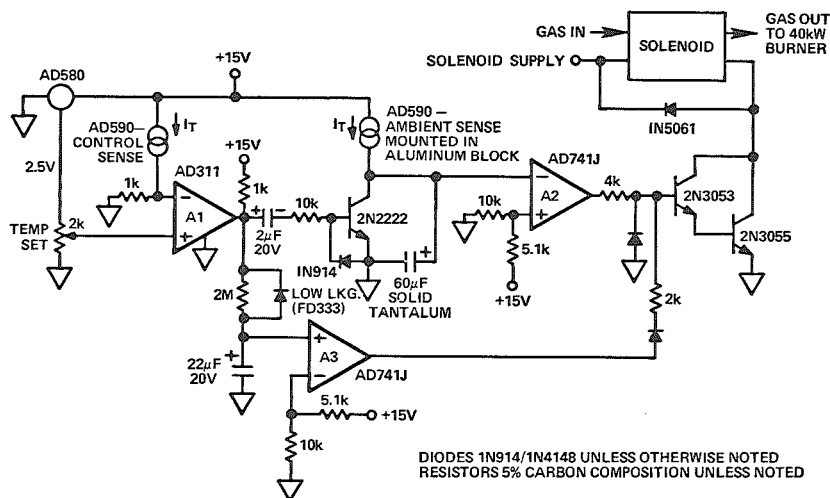 GAS IN
SOLENOID
GAS OUT
TO 40kW
BURNER
SOLENOID SUPPLY
IN5061
AD580
+15V
AD590—
CONTROL
SENSE
IT
+15V
IT
AD590 —
AMBIENT SENSE
MOUNTED IN
ALUMINUM BLOCK
2.5V
1k
AD311
1k
A1
−
+
TEMP
SET
2k
+
−
2μF
20V
10k
2N2222
IN914
+
60μF
SOLID
TANTALUM
AD741J
A2
−
+
10k
5.1k
+15V
4k
2N3053
2N3055
2k
2M
LOW LKG.
(FD333)
+
22μF
20V
+
A3
−
AD741J
5.1k
+15V
10k
DIODES 1N914/1N4148 UNLESS OTHERWISE NOTED
RESISTORS 5% CARBON COMPOSITION UNLESS NOTED